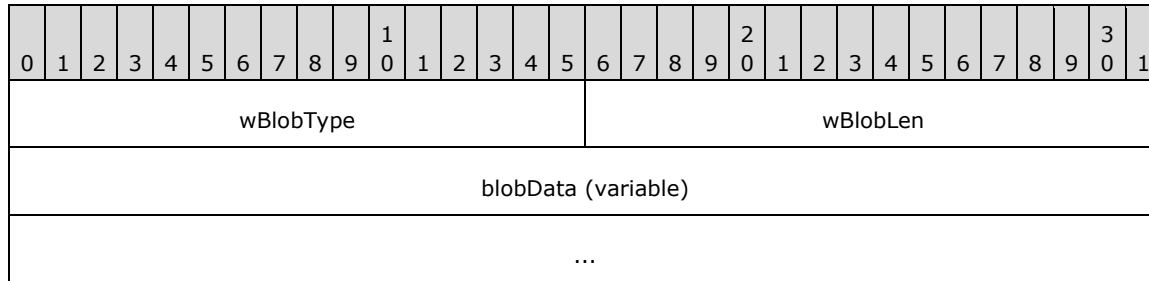 1 2 3
0 1 2 3 4 5 6 7 8 9 0 1 2 3 4 5 6 7 8 9 0 1 2 3 4 5 6 7 8 9 0 1
wBlobType wBlobLen
blobData (variable)
...